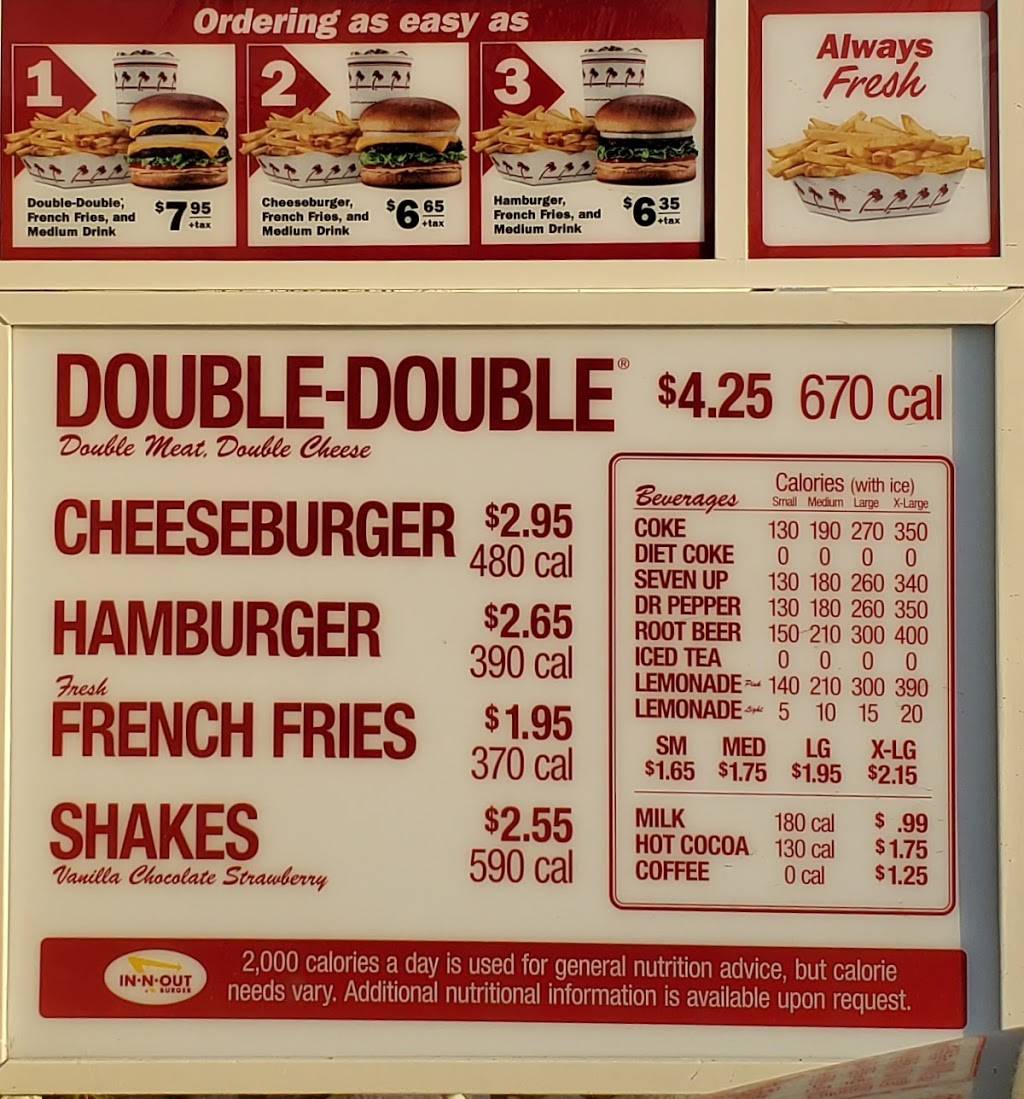 Ordering as easy as
1
Double-Double,
French Fries, and
Medium Drink
$7.95
+tax
2
Cheeseburger,
French Fries, and
Medium Drink
$6.65
+tax
3
Hamburger,
French Fries, and
Medium Drink
$6.35
+tax
Always
Fresh
DOUBLE-DOUBLE® $4.25 670 cal
Double Meat, Double Cheese
CHEESEBURGER $2.95
480 cal
HAMBURGER $2.65
390 cal
Fresh
FRENCH FRIES $1.95
370 cal
SHAKES $2.55
590 cal
Vanilla Chocolate Strawberry
Calories (with ice)
Beverages Small Medium Large X-Large
COKE 130 190 270 350
DIET COKE 0 0 0 0
SEVEN UP 130 180 260 340
DR PEPPER 130 180 260 350
ROOT BEER 150 210 300 400
ICED TEA 0 0 0 0
LEMONADE Pink 140 210 300 390
LEMONADE Light 5 10 15 20
SM MED LG X-LG
$1.65 $1.75 $1.95 $2.15
MILK 180 cal $ .99
HOT COCOA 130 cal $1.75
COFFEE 0 cal $1.25
IN-N-OUT
BURGER
2,000 calories a day is used for general nutrition advice, but calorie
needs vary. Additional nutritional information is available upon request.